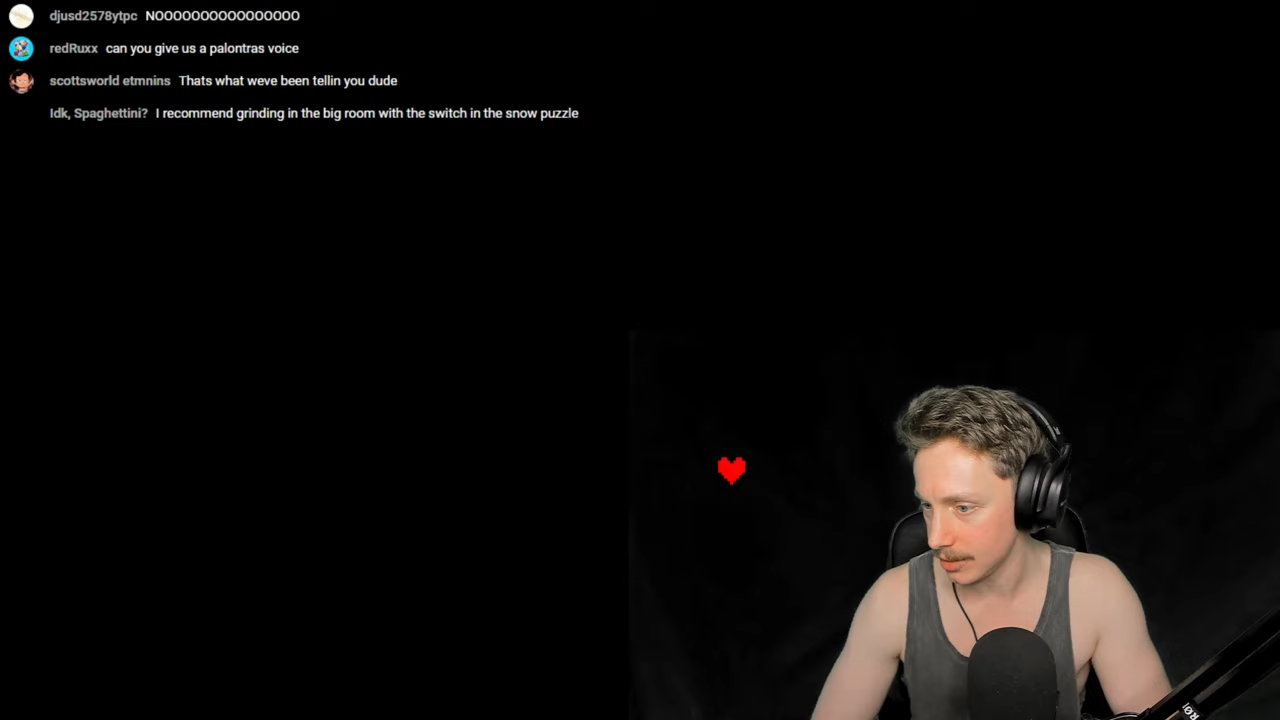 djusd2578ytpc NOOOOOOOOOOOOOOOO
redRuxx can you give us a palontras voice
scottsworld etmnins Thats what weve been tellin you dude
Idk, Spaghettini? I recommend grinding in the big room with the switch in the snow puzzle